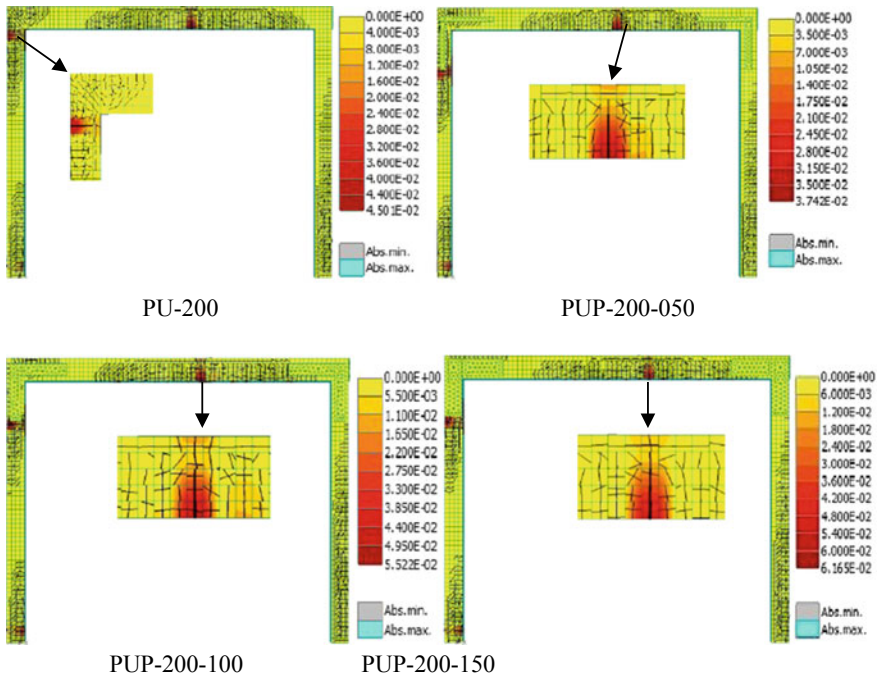 0.000E+00
4.000E-03
8.000E-03
1.200E-02
1.600E-02
2.000E-02
2.400E-02
2.800E-02
3.200E-02
3.600E-02
4.000E-02
4.400E-02
4.501E-02
Abs.min.
Abs.max.
PU-200
0.000E+00
3.500E-03
7.000E-03
1.050E-02
1.400E-02
1.750E-02
2.100E-02
2.450E-02
2.800E-02
3.150E-02
3.500E-02
3.742E-02
Abs.min.
Abs.max.
PUP-200-050
0.000E+00
5.500E-03
1.100E-02
1.650E-02
2.200E-02
2.750E-02
3.300E-02
3.850E-02
4.400E-02
4.950E-02
5.522E-02
Abs.min.
Abs.max.
PUP-200-100
0.000E+00
6.000E-03
1.200E-02
1.800E-02
2.400E-02
3.000E-02
3.600E-02
4.200E-02
4.800E-02
5.400E-02
6.000E-02
6.165E-02
Abs.min.
Abs.max.
PUP-200-150